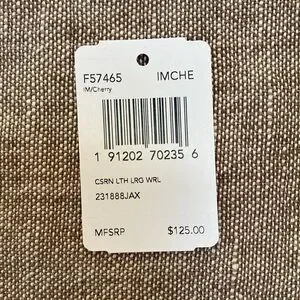 F57465 IMCHE
IM/Cherry
1 91202 70235 6
CSRN LTH LRG WRL
231888JAX
MFSRP $125.00